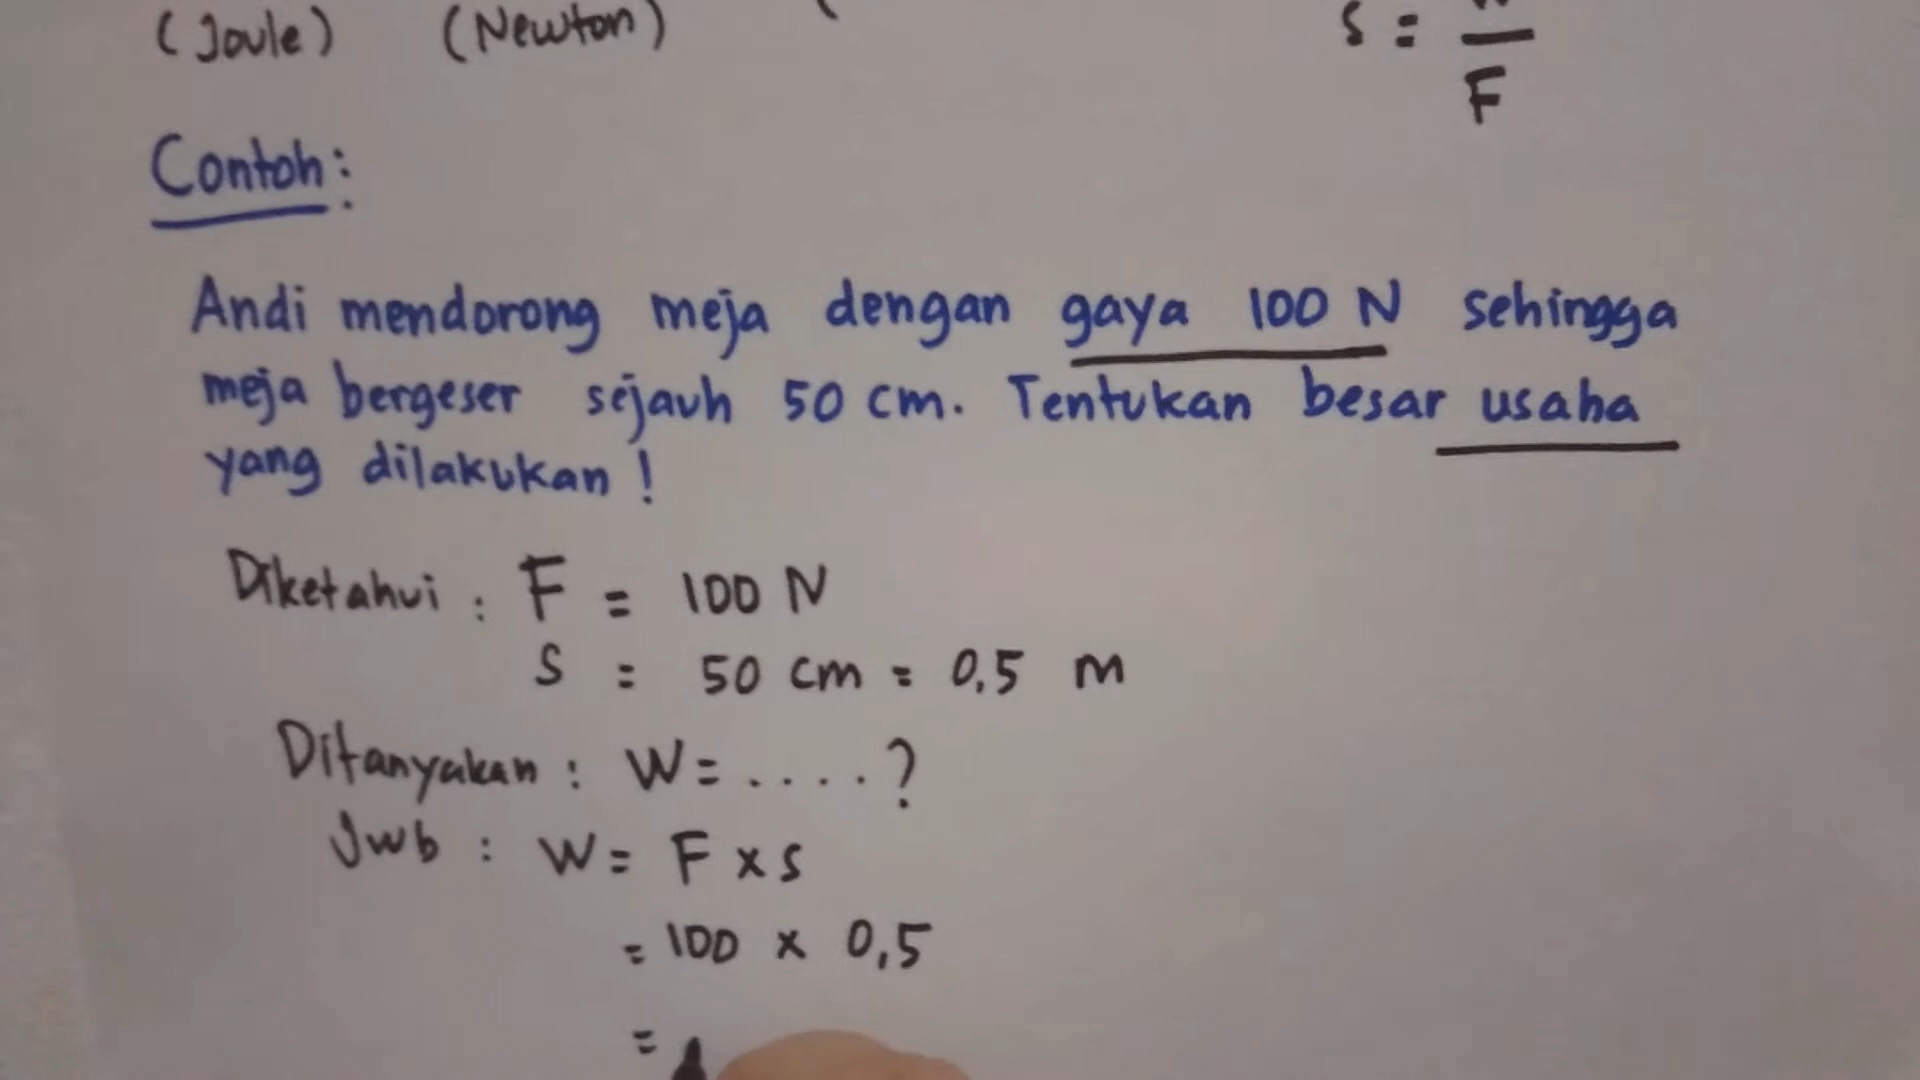 (Joule) (Newton)
S =
F
Contoh:
Andi mendorong meja dengan gaya 100 N sehingga
meja bergeser sejauh 50 cm. Tentukan besar usaha
yang dilakukan !
Diketahui : F = 100 N
S = 50 cm = 0,5 m
Ditanyakan : W = .... ?
Jwb : W = F x s
= 100 x 0,5
=